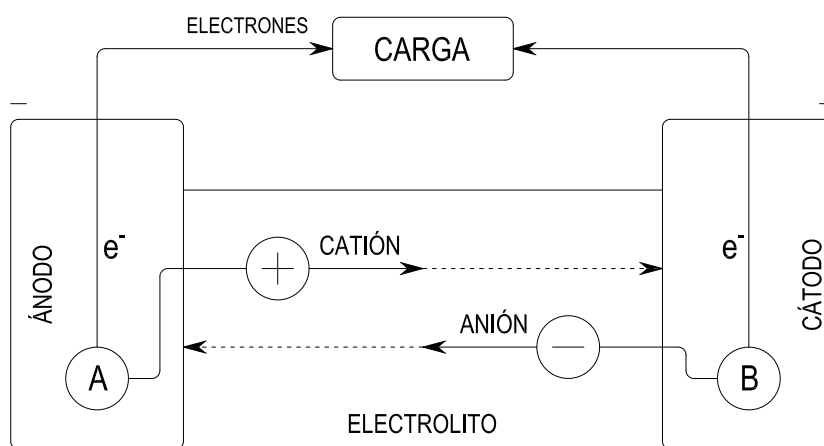 ELECTRONES
CARGA
ÁNODO
e-
CATIÓN
e-
CÁTODO
ANIÓN
A
B
ELECTROLITO